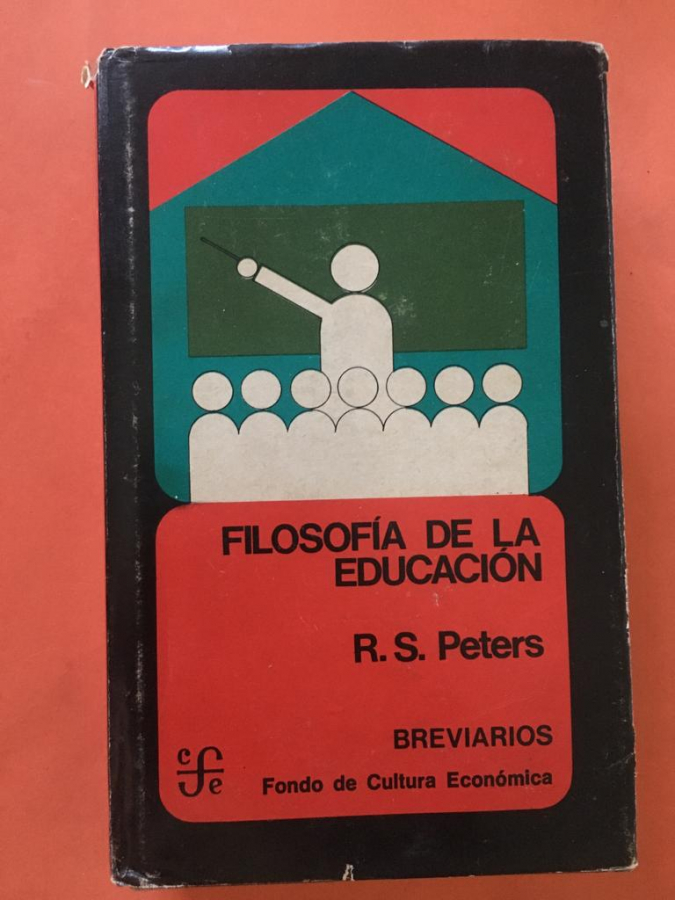 FILOSOFÍA DE LA
EDUCACIÓN
R. S. Peters
BREVIARIOS
cfe
Fondo de Cultura Económica